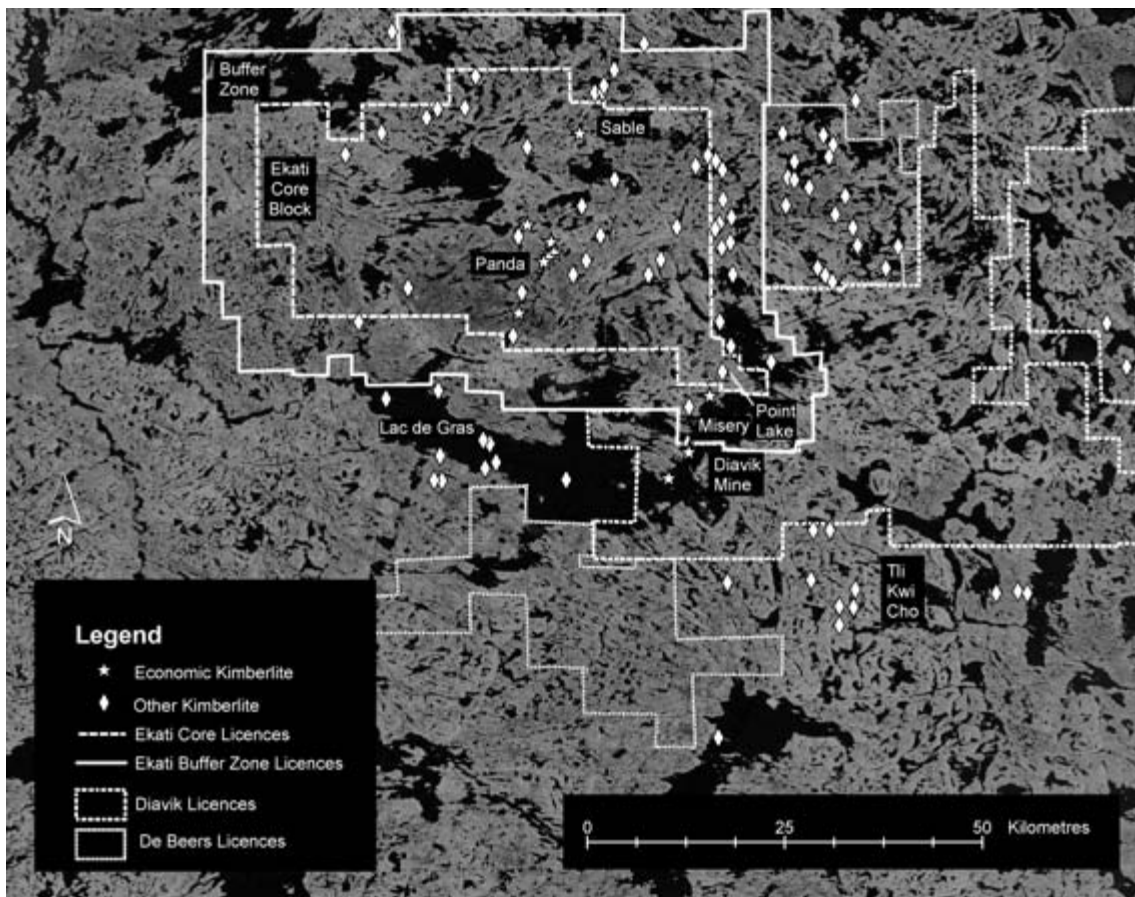 Buffer
Zone
Sable
Ekati
Core
Block
Panda
Point
Lake
Misery
Lac de Gras
Diavik
Mine
N
Tli
Kwi
Cho
Legend
Economic Kimberlite
Other Kimberlite
Ekati Core Licences
Ekati Buffer Zone Licences
Diavik Licences
De Beers Licences
0 25 50 Kilometres